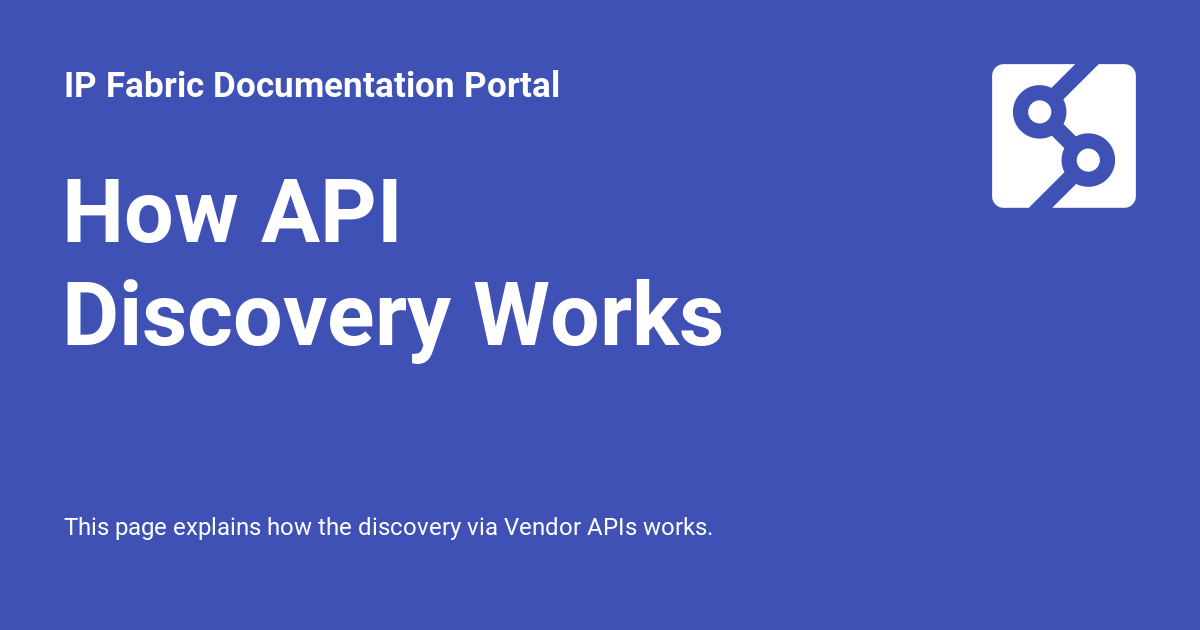 IP Fabric Documentation Portal
How API
Discovery Works
This page explains how the discovery via Vendor APIs works.